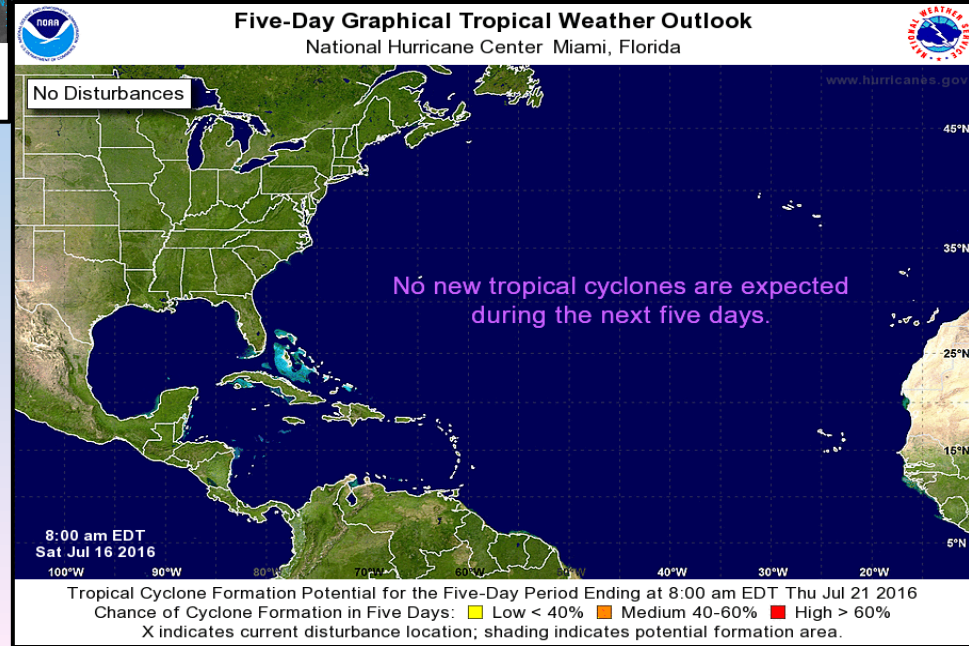 Five-Day Graphical Tropical Weather Outlook
National Hurricane Center Miami, Florida
NOAA
NATIONAL WEATHER SERVICE
No Disturbances
www.hurricanes.gov
45°N
35°N
No new tropical cyclones are expected
during the next five days.
25°N
15°N
8:00 am EDT
Sat Jul 16 2016
5°N
100°W 90°W 80°W 70°W 60°W 50°W 40°W 30°W 20°W
Tropical Cyclone Formation Potential for the Five-Day Period Ending at 8:00 am EDT Thu Jul 21 2016
Chance of Cyclone Formation in Five Days: Low < 40% Medium 40-60% High > 60%
X indicates current disturbance location; shading indicates potential formation area.